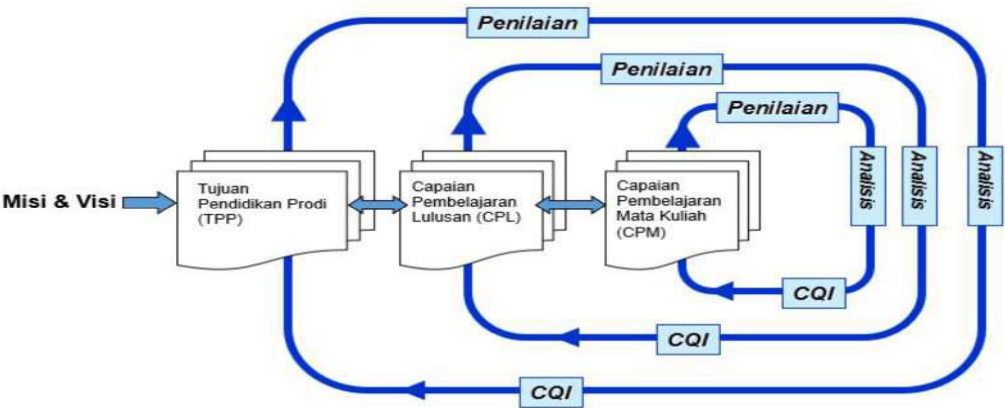 Penilaian
Penilaian
Penilaian
Analisis
Analisis
Analisis
Misi & Visi
Tujuan
Pendidikan Prodi
(TPP)
Capaian
Pembelajaran
Lulusan (CPL)
Capaian
Pembelajaran
Mata Kuliah
(CPM)
CQI
CQI
CQI